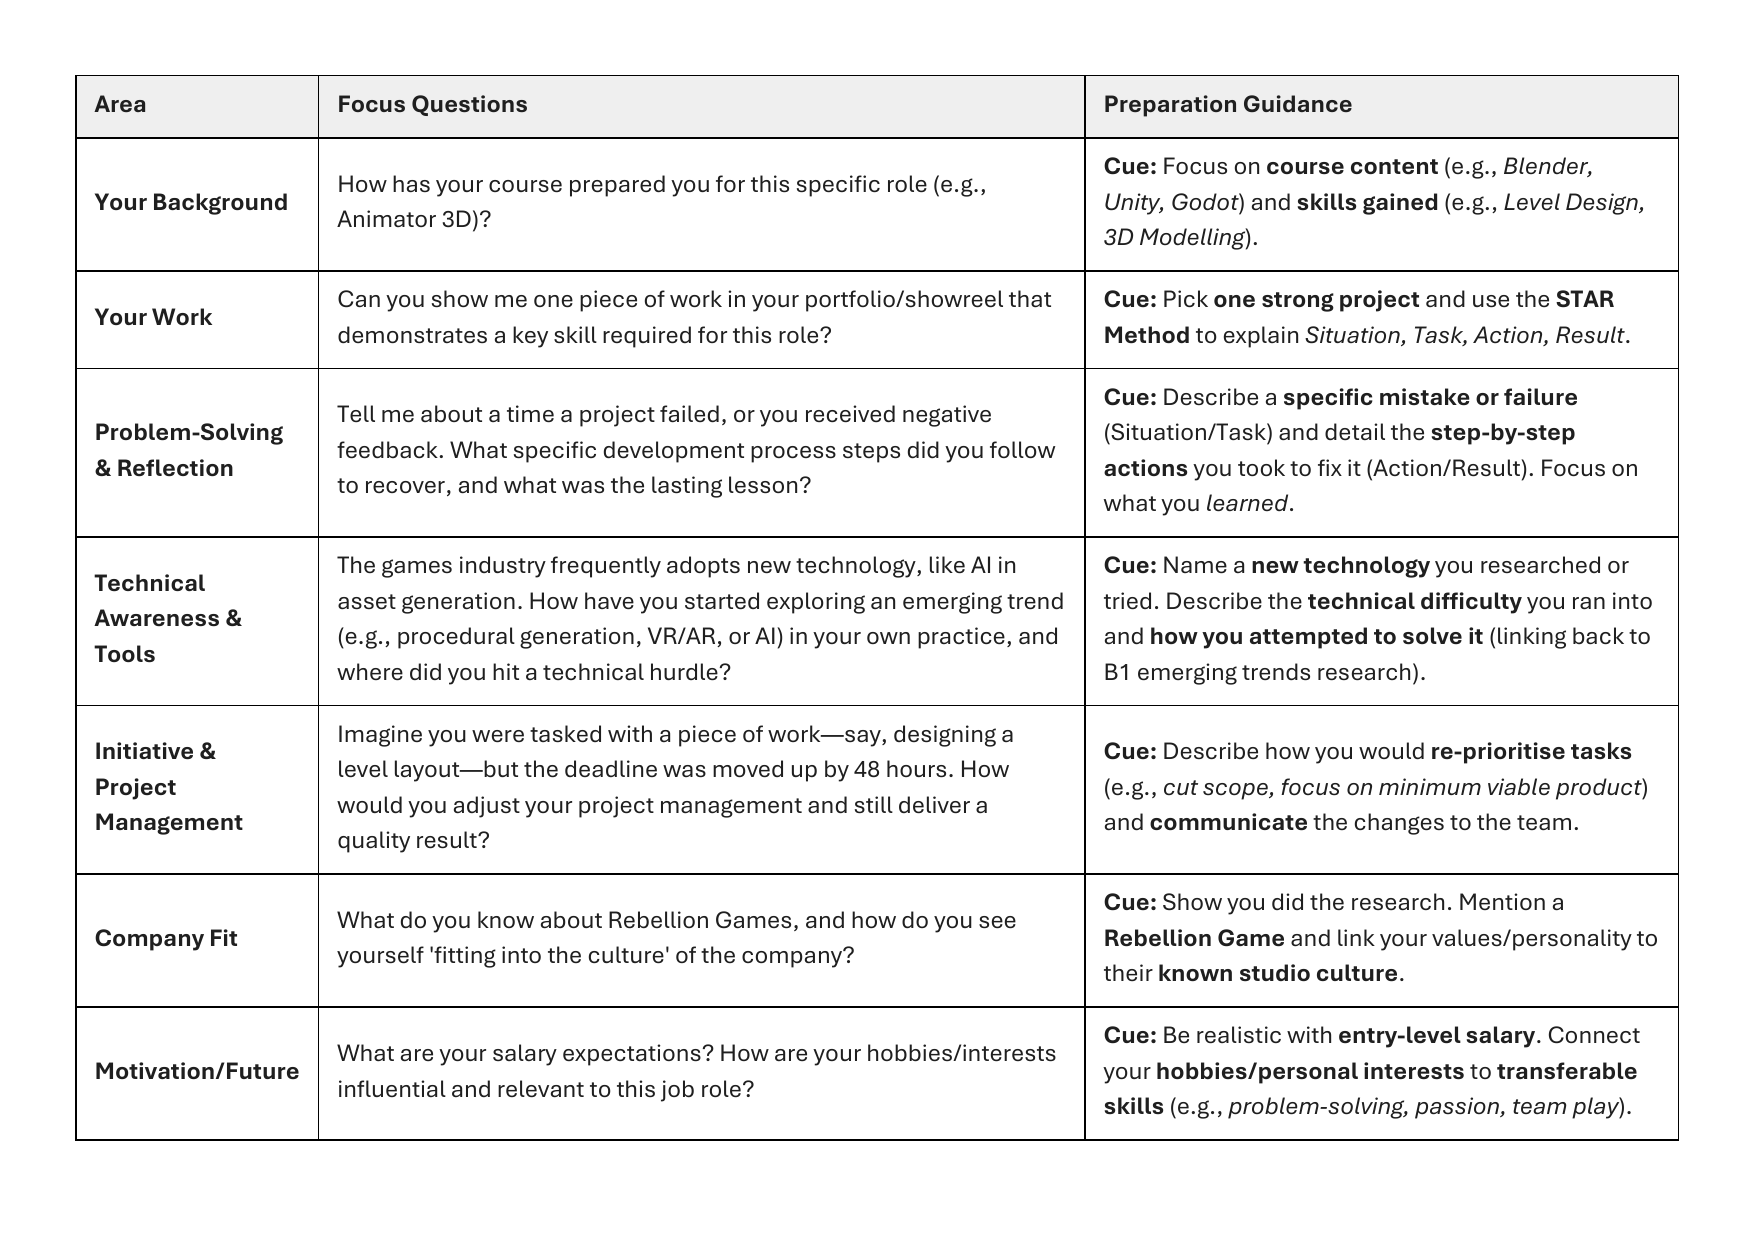 Area
Focus Questions
Preparation Guidance
Your Background
How has your course prepared you for this specific role (e.g.,
Animator 3D)?
Cue: Focus on course content (e.g., Blender,
Unity, Godot) and skills gained (e.g., Level Design,
3D Modelling).
Your Work
Can you show me one piece of work in your portfolio/showreel that
demonstrates a key skill required for this role?
Cue: Pick one strong project and use the STAR
Method to explain Situation, Task, Action, Result.
Problem-Solving
& Reflection
Tell me about a time a project failed, or you received negative
feedback. What specific development process steps did you follow
to recover, and what was the lasting lesson?
Cue: Describe a specific mistake or failure
(Situation/Task) and detail the step-by-step
actions you took to fix it (Action/Result). Focus on
what you learned.
Technical
Awareness &
Tools
The games industry frequently adopts new technology, like AI in
asset generation. How have you started exploring an emerging trend
(e.g., procedural generation, VR/AR, or AI) in your own practice, and
where did you hit a technical hurdle?
Cue: Name a new technology you researched or
tried. Describe the technical difficulty you ran into
and how you attempted to solve it (linking back to
B1 emerging trends research).
Initiative &
Project
Management
Imagine you were tasked with a piece of work—say, designing a
level layout—but the deadline was moved up by 48 hours. How
would you adjust your project management and still deliver a
quality result?
Cue: Describe how you would re-prioritise tasks
(e.g., cut scope, focus on minimum viable product)
and communicate the changes to the team.
Company Fit
What do you know about Rebellion Games, and how do you see
yourself 'fitting into the culture' of the company?
Cue: Show you did the research. Mention a
Rebellion Game and link your values/personality to
their known studio culture.
Motivation/Future
What are your salary expectations? How are your hobbies/interests
influential and relevant to this job role?
Cue: Be realistic with entry-level salary. Connect
your hobbies/personal interests to transferable
skills (e.g., problem-solving, passion, team play).